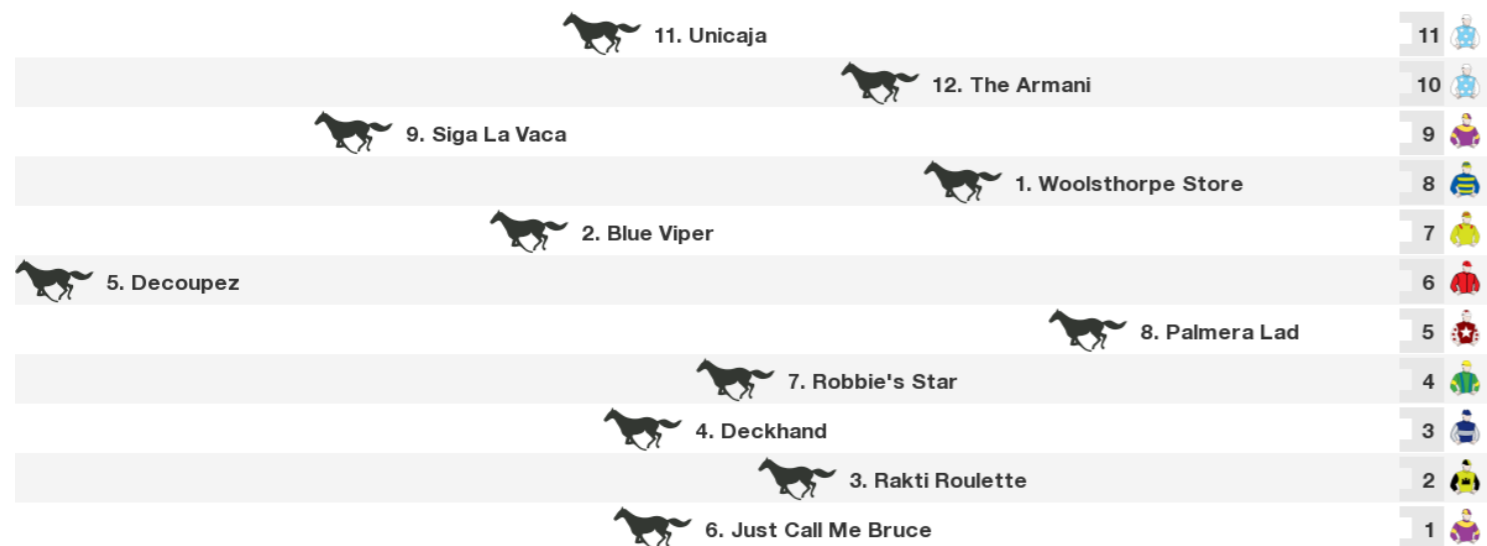 11. Unicaja 11
12. The Armani 10
9. Siga La Vaca 9
1. Woolsthorpe Store 8
2. Blue Viper 7
5. Decoupez 6
8. Palmera Lad 5
7. Robbie's Star 4
4. Deckhand 3
3. Rakti Roulette 2
6. Just Call Me Bruce 1